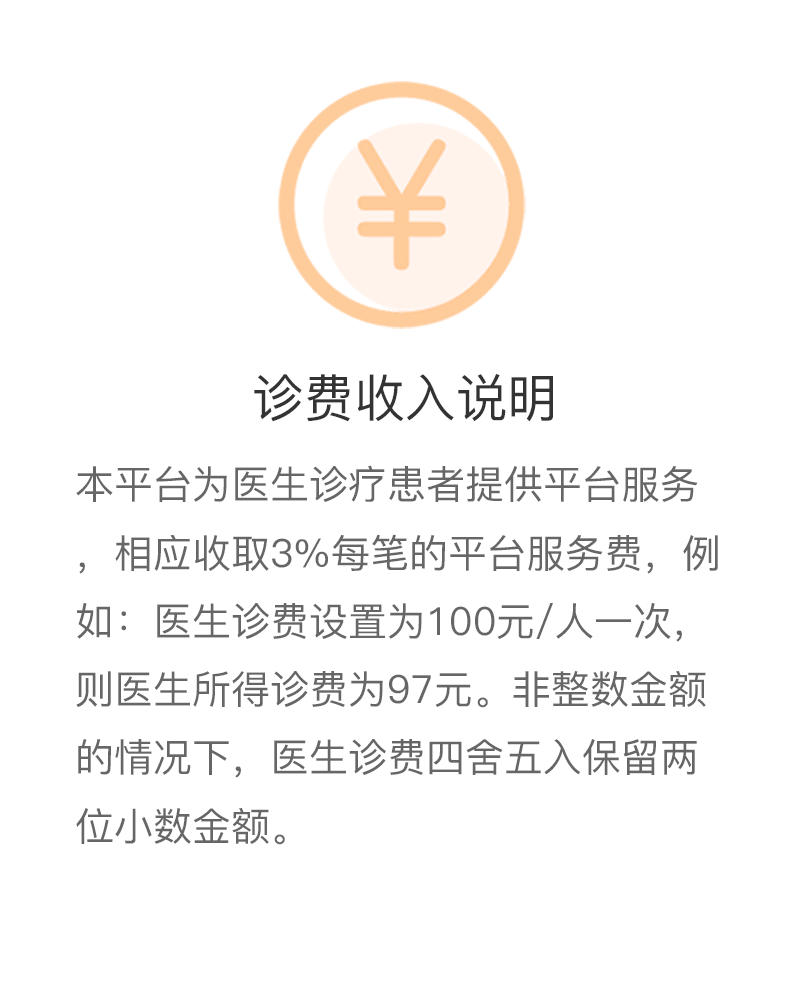 ¥
诊费收入说明
本平台为医生诊疗患者提供平台服务
，相应收取3%每笔的平台服务费，例
如：医生诊费设置为100元/人一次，
则医生所得诊费为97元。非整数金额
的情况下，医生诊费四舍五入保留两
位小数金额。